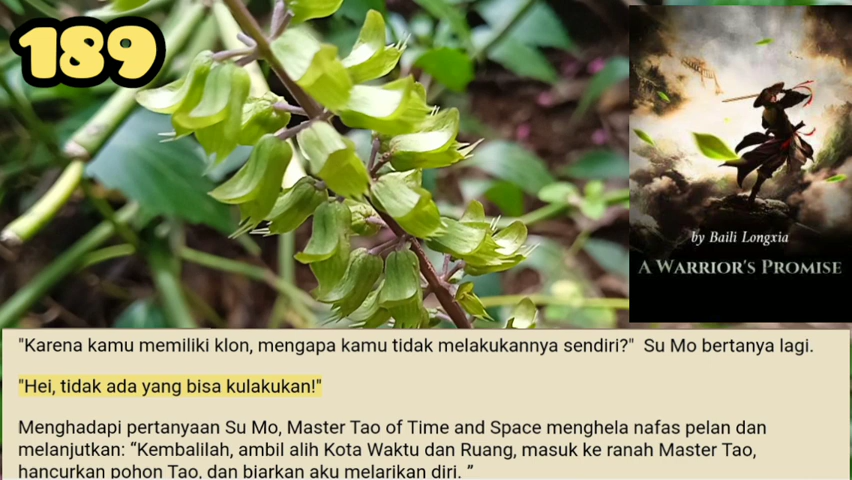 189
by Baili Longxia
A WARRIOR'S PROMISE
"Karena kamu memiliki klon, mengapa kamu tidak melakukannya sendiri?" Su Mo bertanya lagi.
"Hei, tidak ada yang bisa kulakukan!"
Menghadapi pertanyaan Su Mo, Master Tao of Time and Space menghela nafas pelan dan
melanjutkan: “Kembalilah, ambil alih Kota Waktu dan Ruang, masuk ke ranah Master Tao,
hancurkan pohon Tao, dan biarkan aku melarikan diri. ”